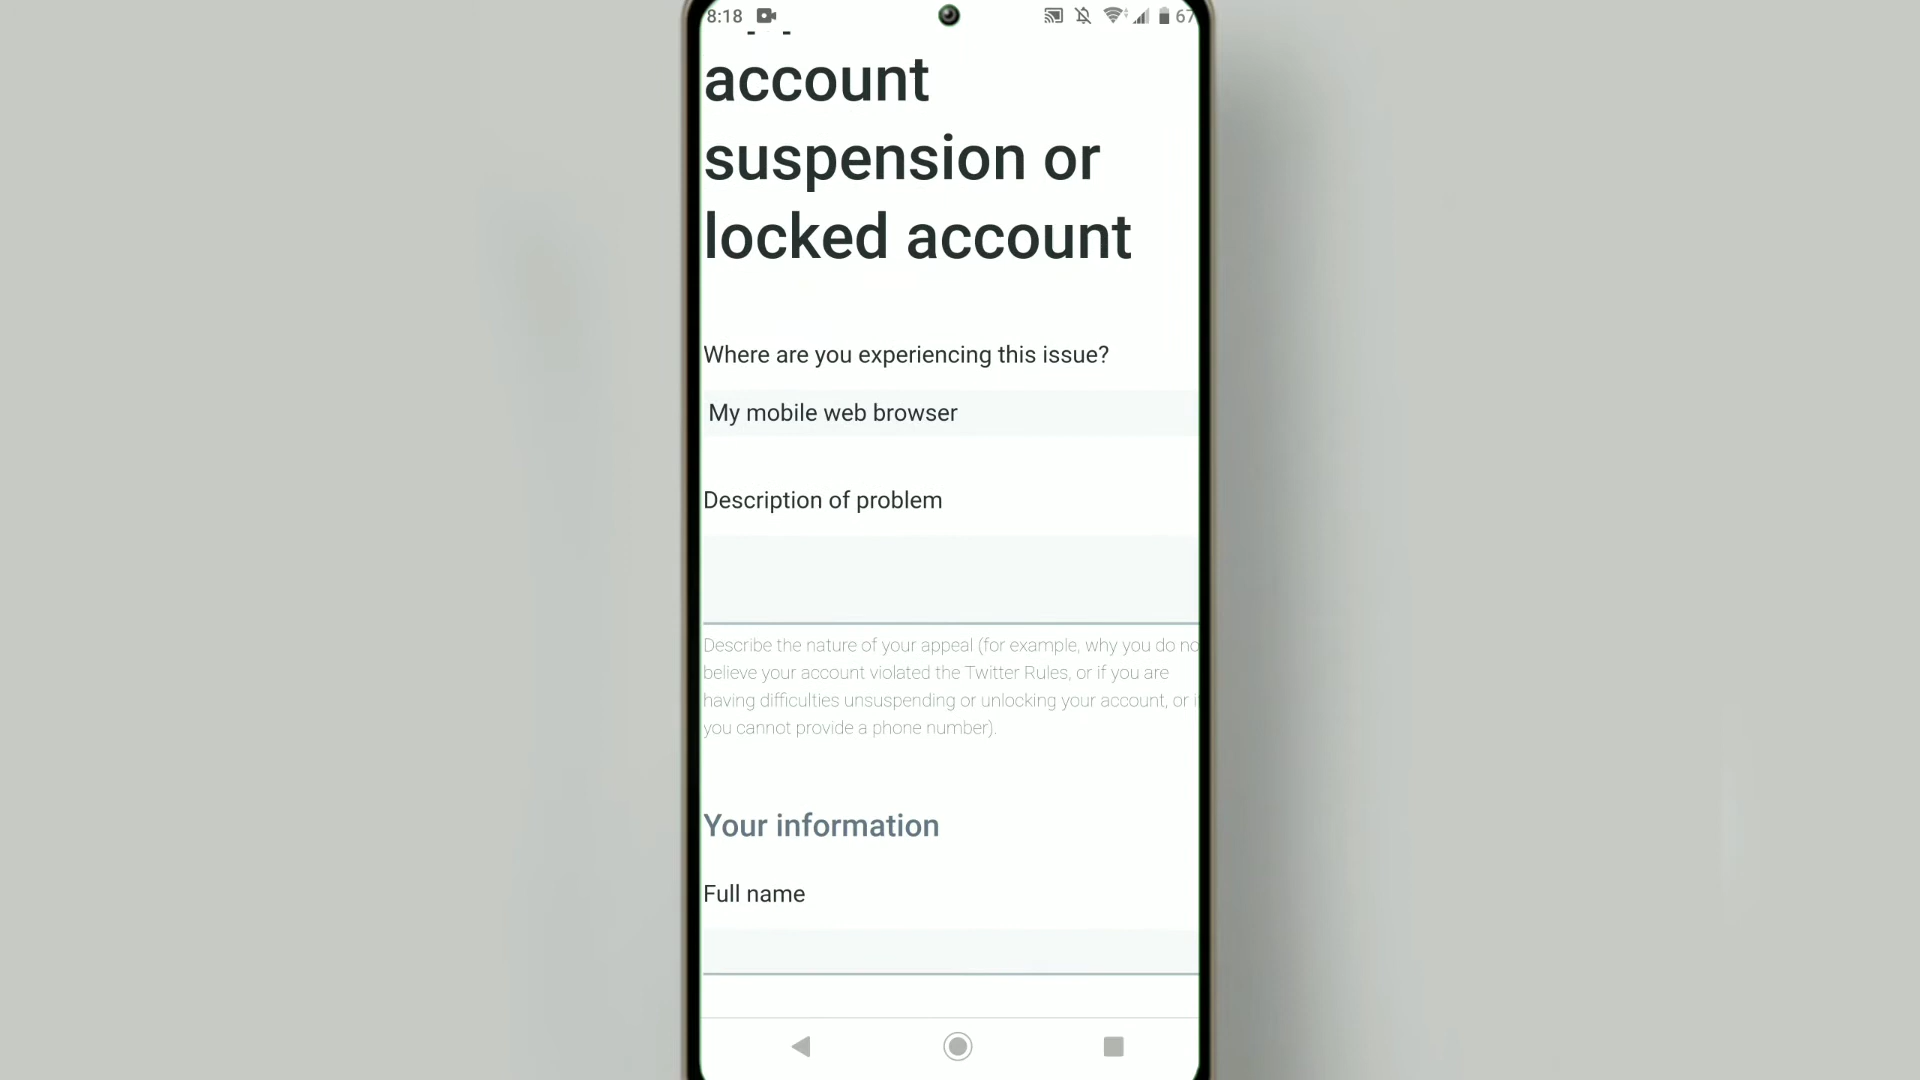 8:18 67
account
suspension or
locked account
Where are you experiencing this issue?
My mobile web browser
Description of problem
Describe the nature of your appeal (for example, why you do no
believe your account violated the Twitter Rules, or if you are
having difficulties unsuspending or unlocking your account, or i
you cannot provide a phone number).
Your information
Full name